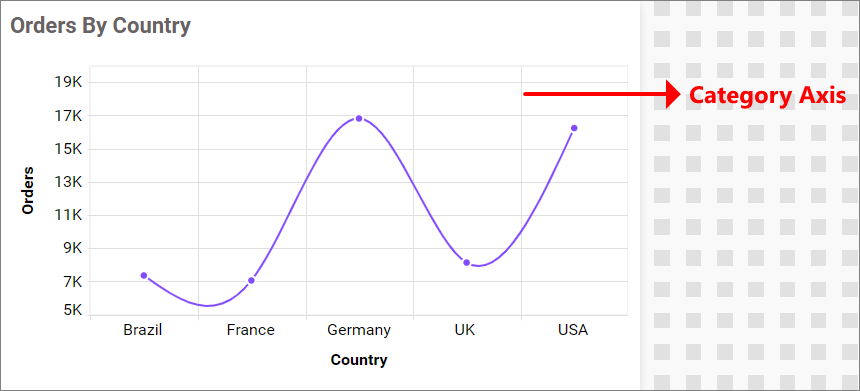 Orders By Country
Category Axis
19K
17K
15K
13K
11K
9K
7K
5K
Orders
Brazil France Germany UK USA
Country